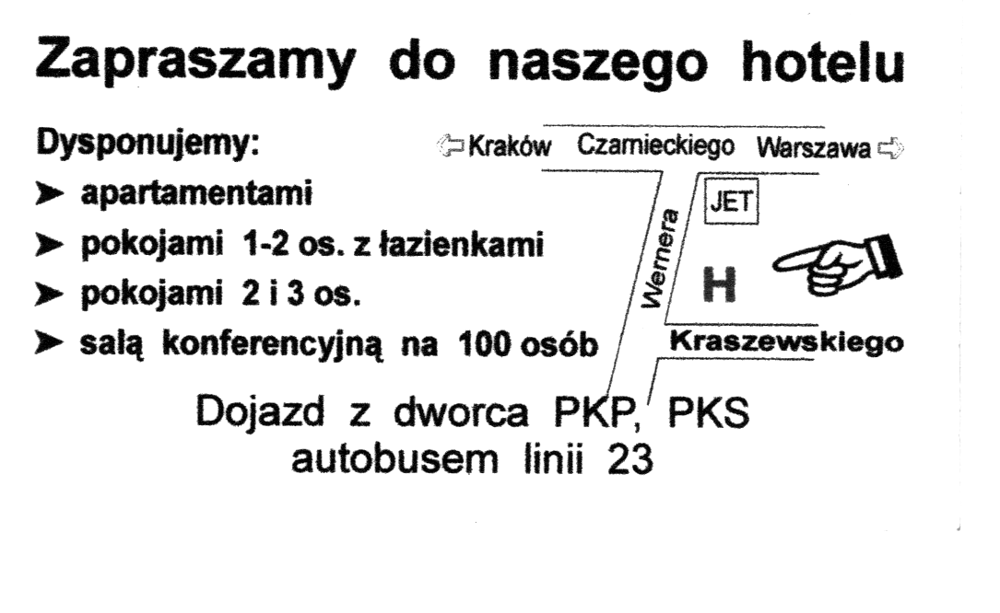 Zapraszamy do naszego hotelu
Dysponujemy:
➤ apartamentami
➤ pokojami 1-2 os. z łazienkami
➤ pokojami 2 i 3 os.
➤ salą konferencyjną na 100 osób
Kraków Czarnieckiego Warszawa
JET
Wernera
H
Kraszewskiego
Dojazd z dworca PKP, PKS
autobusem linii 23